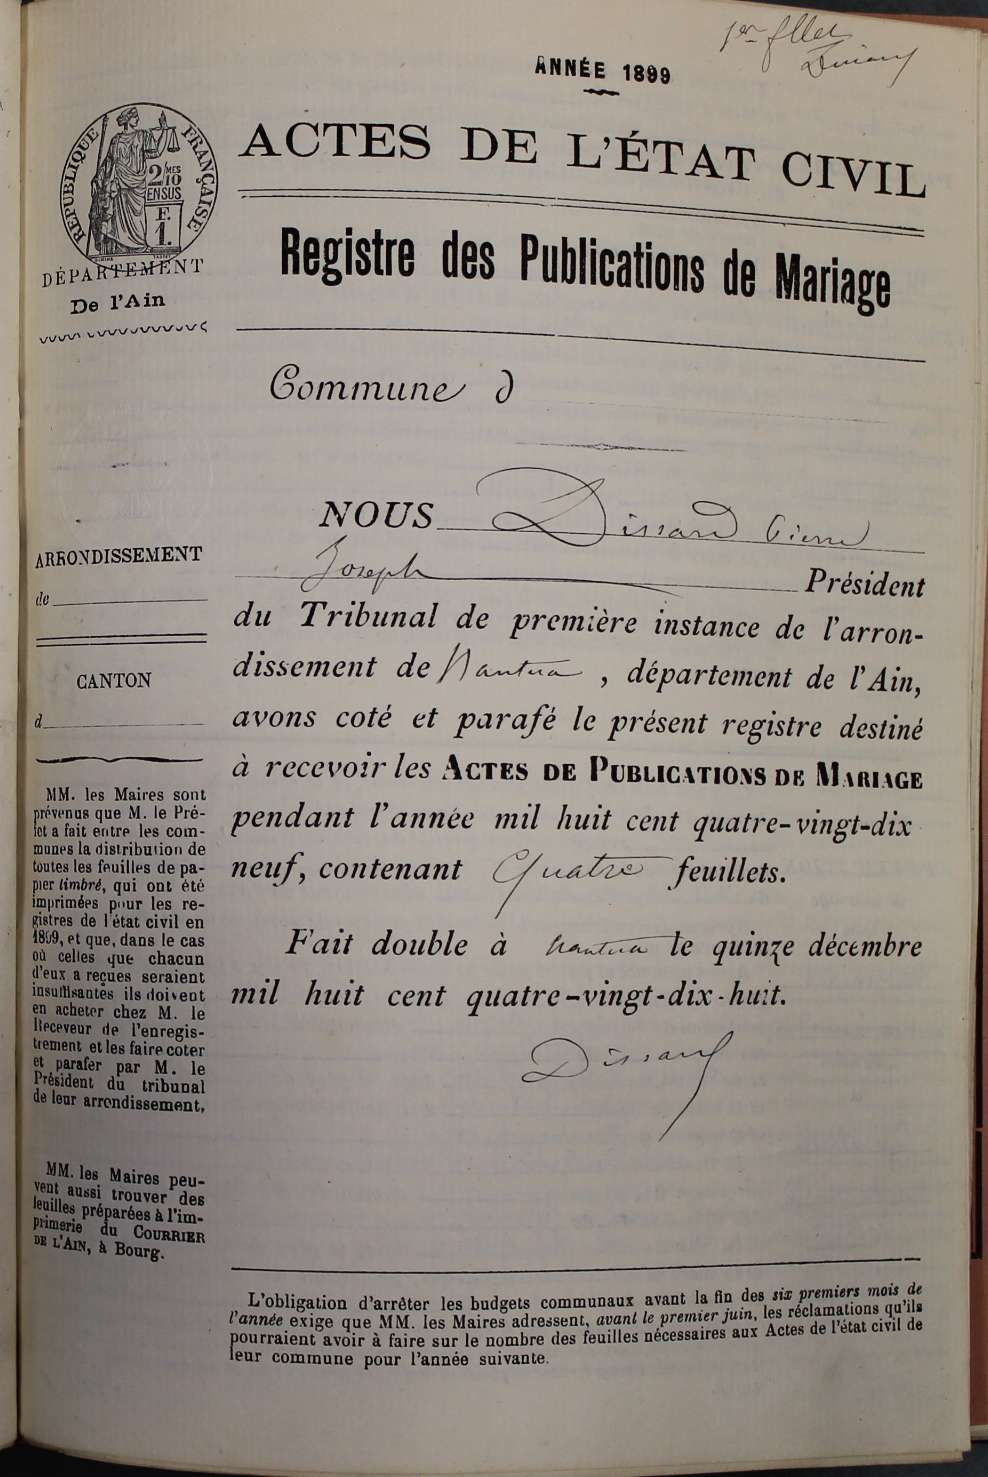 1er fllet
Dissard
ANNÉE 1899
ACTES DE L'ÉTAT CIVIL
Registre des Publications de Mariage
RÉPUBLIQUE FRANÇAISE
2/10 MES
EN SUS
F.
1.
DÉPARTEMENT
De l'Ain
Commune d
NOUS Dissard Pierre
Joseph Président
du Tribunal de première instance de l'arron-
dissement de Nantua, département de l'Ain,
avons coté et parafé le présent registre destiné
à recevoir les ACTES DE PUBLICATIONS DE MARIAGE
pendant l'année mil huit cent quatre-vingt-dix
neuf, contenant Quatre feuillets.
Fait double à Nantua le quinze décembre
mil huit cent quatre-vingt-dix-huit.
Dissard
ARRONDISSEMENT
de
CANTON
d
MM. les Maires sont
prévenus que M. le Pré-
fet a fait entre les com-
munes la distribution de
toutes les feuilles de pa-
pier timbré, qui ont été
imprimées pour les re-
gistres de l'état civil en
1899, et que, dans le cas
où celles que chacun
d'eux a reçues seraient
insuffisantes ils doivent
en acheter chez M. le
Receveur de l'enregis-
trement et les faire coter
et parafer par M. le
Président du tribunal
de leur arrondissement,
MM. les Maires peu-
vent aussi trouver des
feuilles préparées à l'im-
primerie du COURRIER
DE L'AIN, à Bourg.
L'obligation d'arrêter les budgets communaux avant la fin des six premiers mois de
l'année exige que MM. les Maires adressent, avant le premier juin, les réclamations qu'ils
pourraient avoir à faire sur le nombre des feuilles nécessaires aux Actes de l'état civil de
leur commune pour l'année suivante.